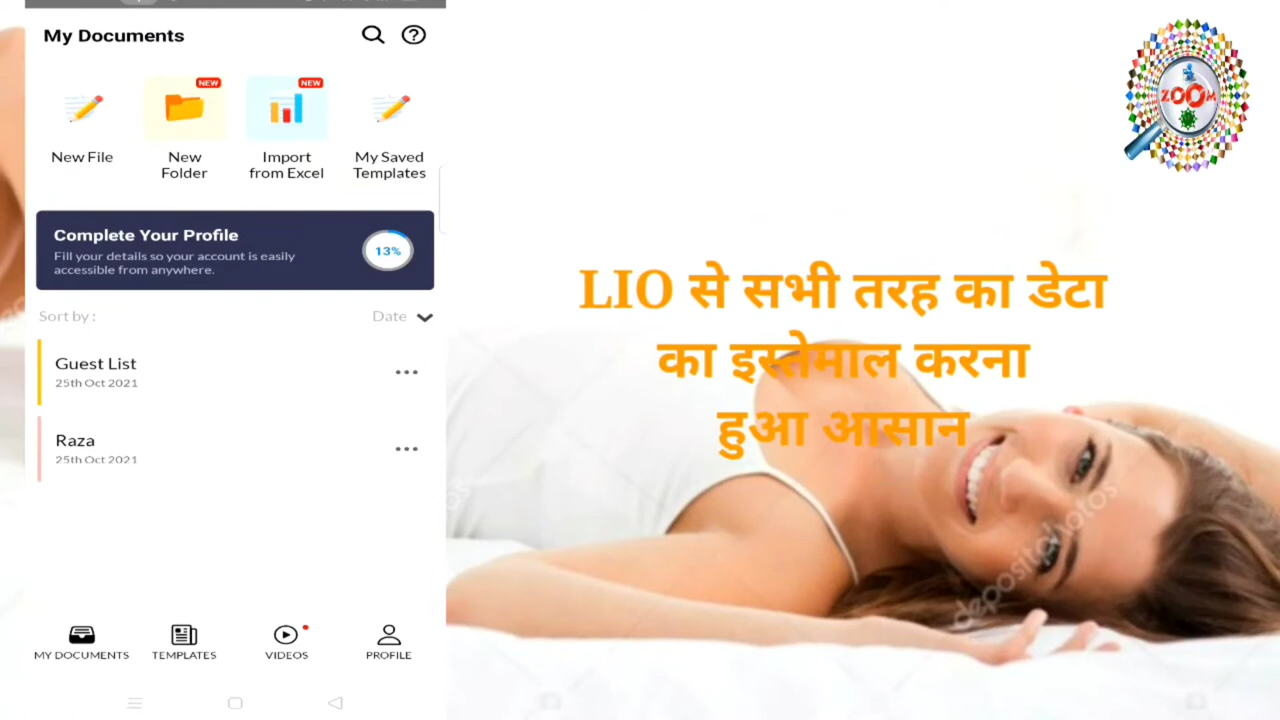 My Documents
NEW
NEW
New File
New
Folder
Import
from Excel
My Saved
Templates
Complete Your Profile
Fill your details so your account is easily
accessible from anywhere.
13%
Sort by :
Date
Guest List
25th Oct 2021
Raza
25th Oct 2021
MY DOCUMENTS
TEMPLATES
VIDEOS
PROFILE
ZOOM
LIO से सभी तरह का डेटा
का इस्तेमाल करना
हुआ आसान
depositphotos